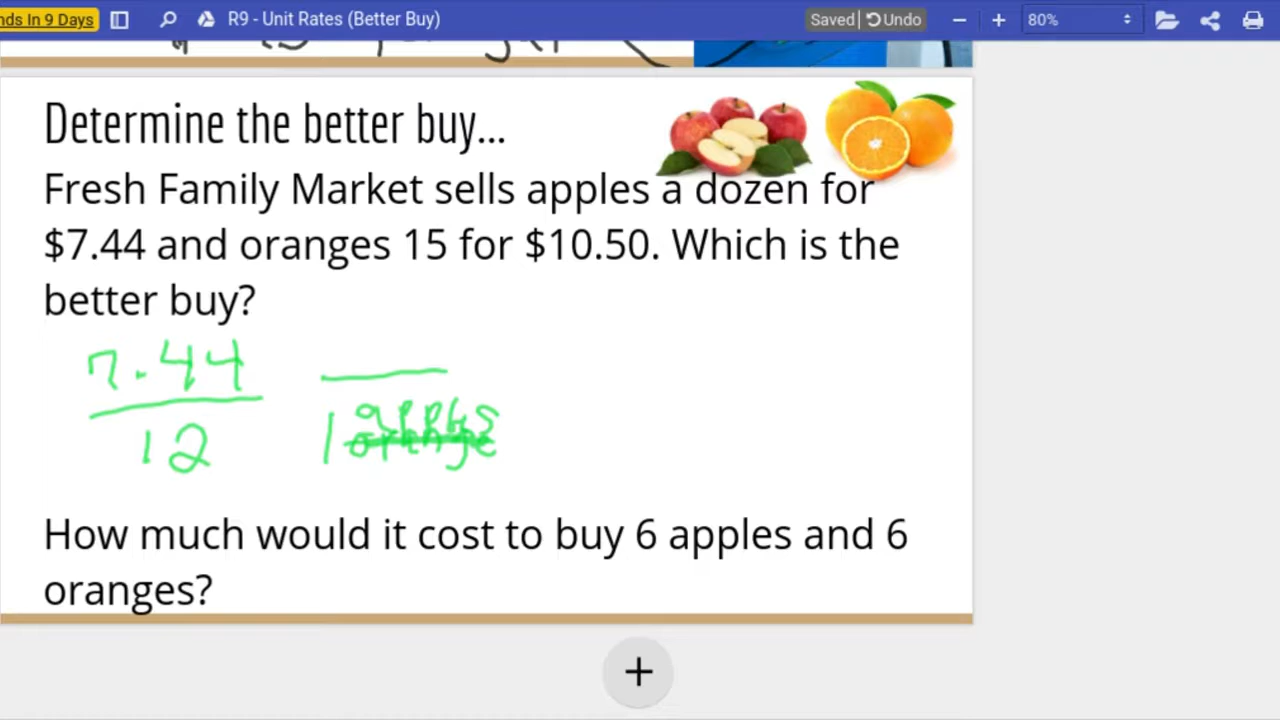 nds In 9 Days
R9 - Unit Rates (Better Buy)
Saved
Undo
80%
Determine the better buy...
Fresh Family Market sells apples a dozen for
$7.44 and oranges 15 for $10.50. Which is the
better buy?
7.44
12
1 apples
orange
How much would it cost to buy 6 apples and 6
oranges?